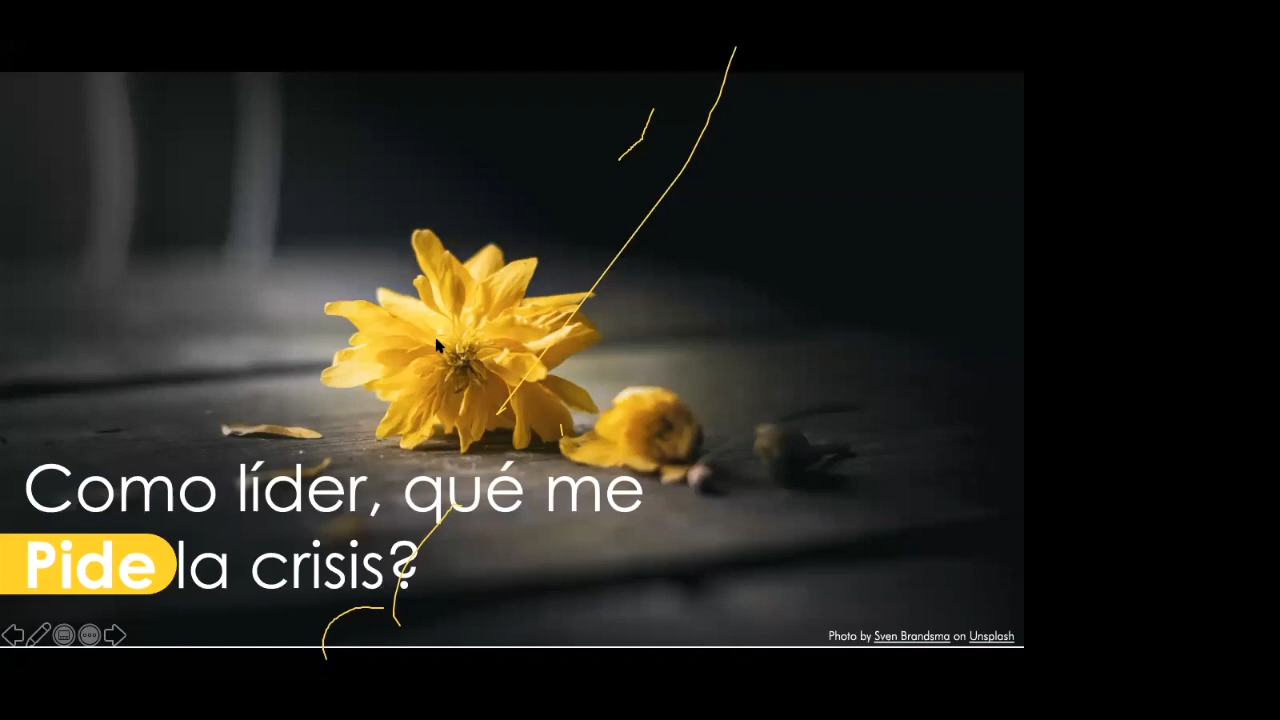 Como líder, qué me
Pide la crisis?
Photo by Sven Brandsma on Unsplash